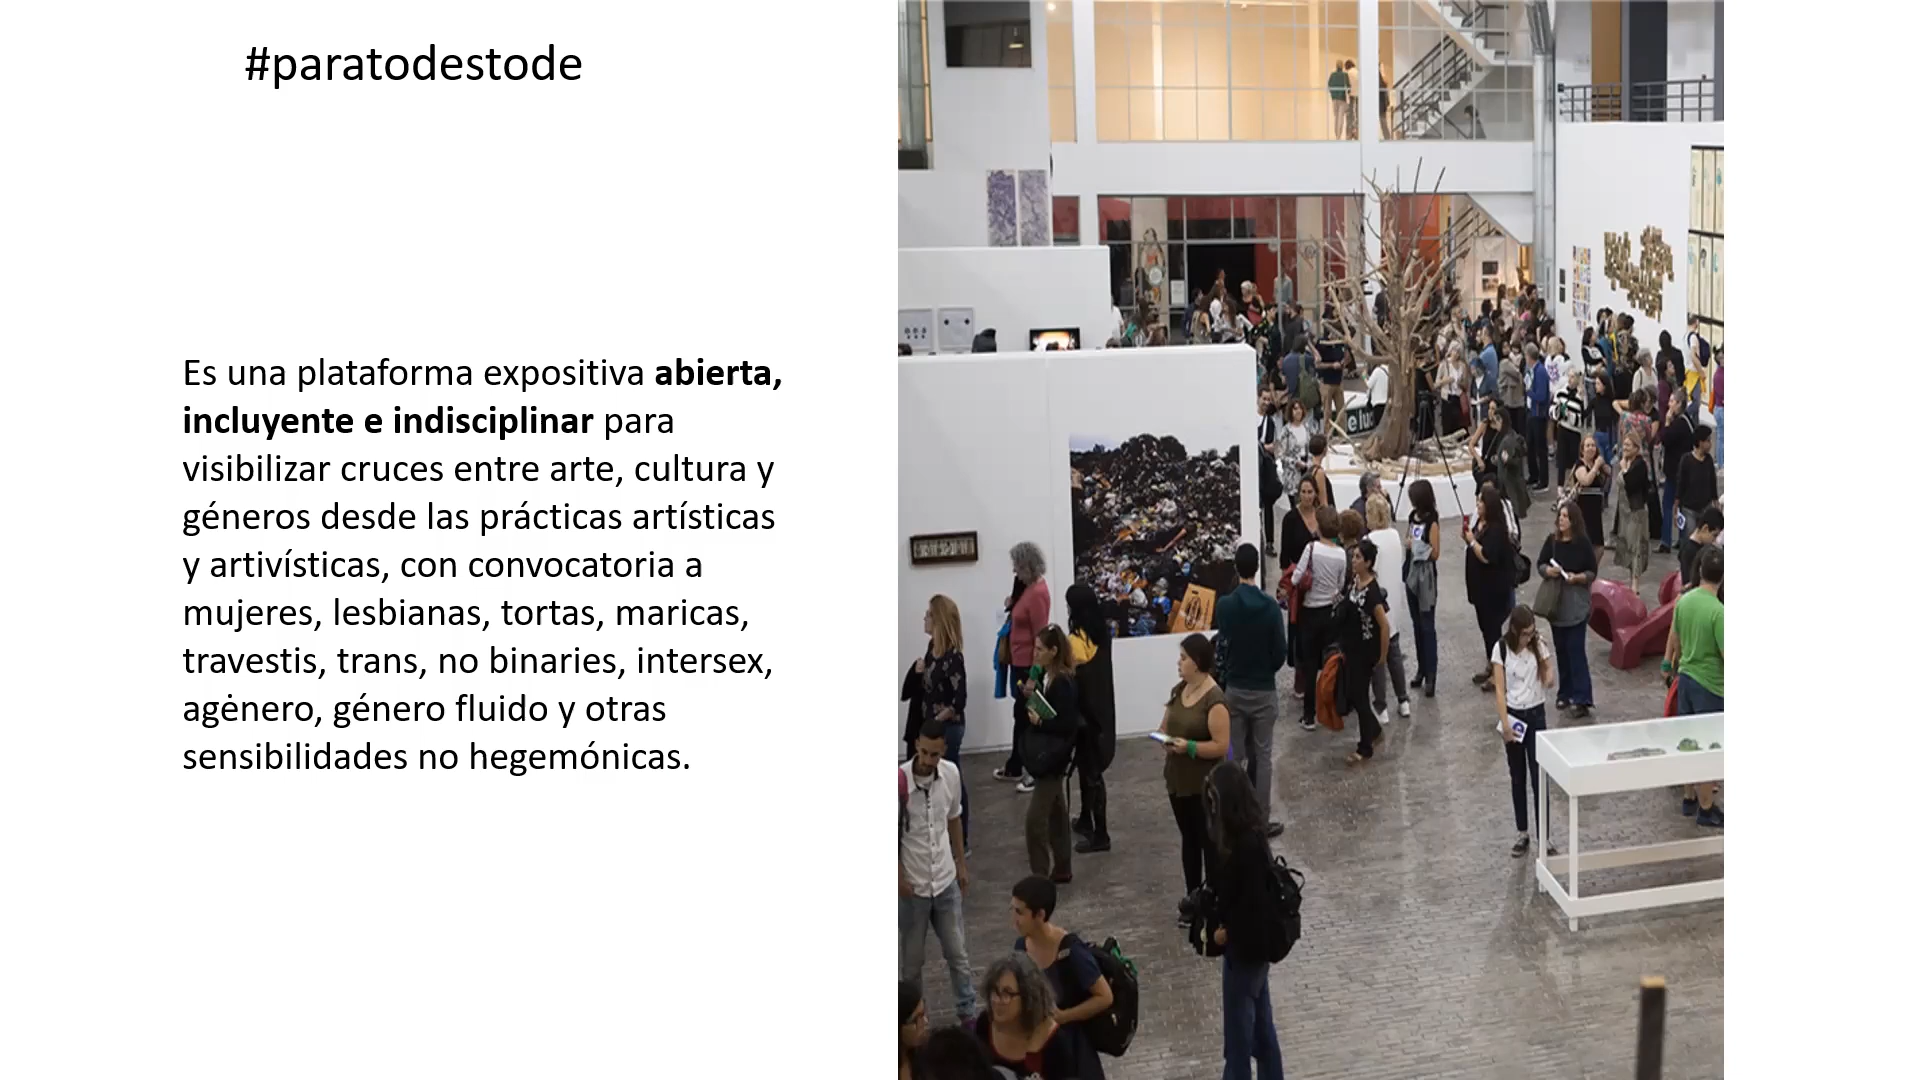 #paratodestode
Es una plataforma expositiva abierta,
incluyente e indisciplinar para
visibilizar cruces entre arte, cultura y
géneros desde las prácticas artísticas
y artivísticas, con convocatoria a
mujeres, lesbianas, tortas, maricas,
travestis, trans, no binaries, intersex,
agėnero, género fluido y otras
sensibilidades no hegemónicas.
e luc